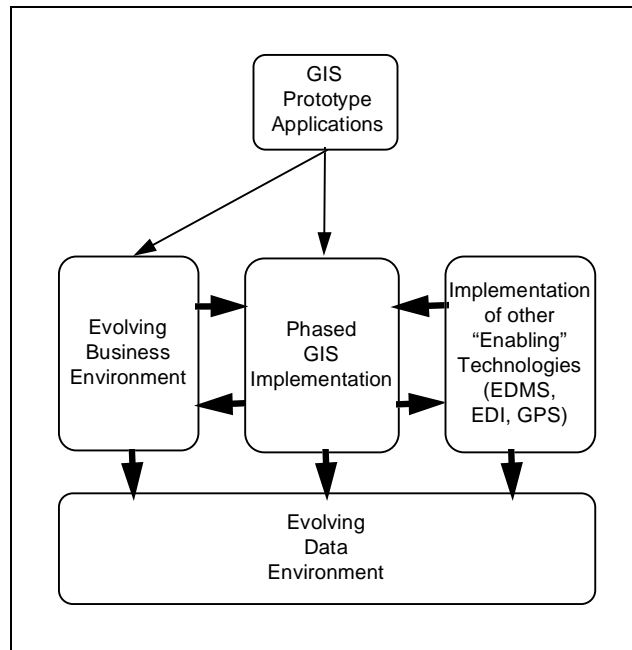 GIS
Prototype
Applications
Evolving
Business
Environment
Phased
GIS
Implementation
Implementation
of other
“Enabling”
Technologies
(EDMS,
EDI, GPS)
Evolving
Data
Environment